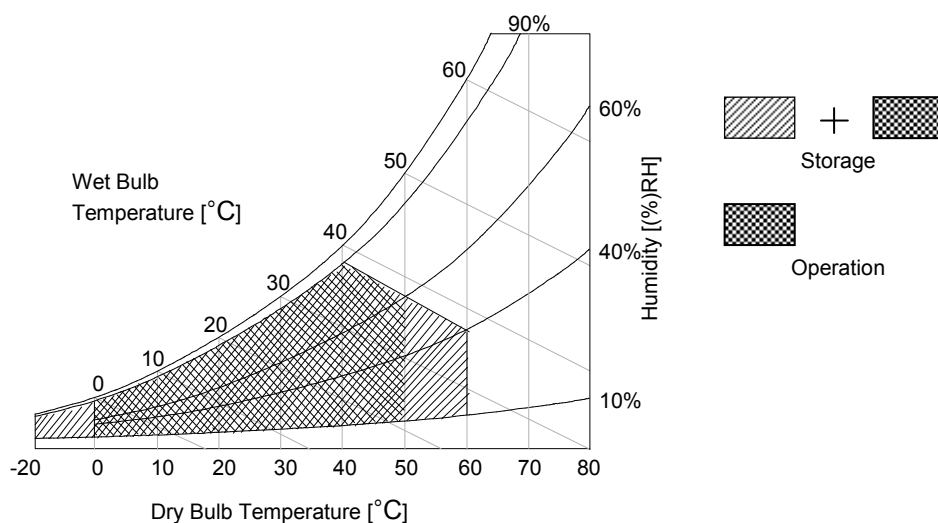 90%
60
60%
50
Storage
Wet Bulb
Temperature [°C]
40
40%
Humidity [(%)RH]
Operation
30
20
10
0
10%
-20 0 10 20 30 40 50 60 70 80
Dry Bulb Temperature [°C]